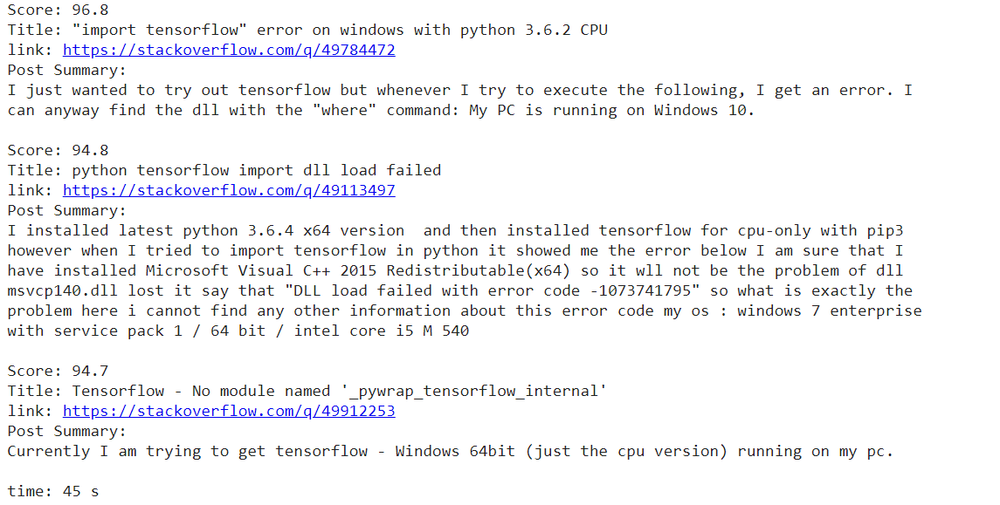 Score: 96.8
Title: "import tensorflow" error on windows with python 3.6.2 CPU
link: https://stackoverflow.com/q/49784472
Post Summary:
I just wanted to try out tensorflow but whenever I try to execute the following, I get an error. I
can anyway find the dll with the "where" command: My PC is running on Windows 10.
Score: 94.8
Title: python tensorflow import dll load failed
link: https://stackoverflow.com/q/49113497
Post Summary:
I installed latest python 3.6.4 x64 version  and then installed tensorflow for cpu-only with pip3
however when I tried to import tensorflow in python it showed me the error below I am sure that I
have installed Microsoft Visual C++ 2015 Redistributable(x64) so it wll not be the problem of dll
msvcp140.dll lost it say that "DLL load failed with error code -1073741795" so what is exactly the
problem here i cannot find any other information about this error code my os : windows 7 enterprise
with service pack 1 / 64 bit / intel core i5 M 540
Score: 94.7
Title: Tensorflow - No module named '_pywrap_tensorflow_internal'
link: https://stackoverflow.com/q/49912253
Post Summary:
Currently I am trying to get tensorflow - Windows 64bit (just the cpu version) running on my pc.
time: 45 s